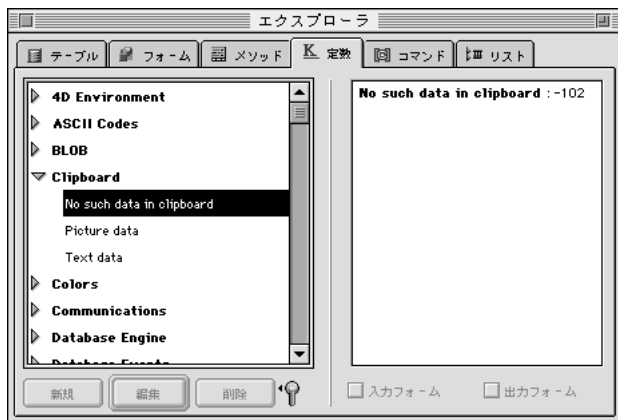 エクスプローラ
テーブル フォーム メソッド 定数 コマンド リスト
4D Environment
ASCII Codes
BLOB
Clipboard
No such data in clipboard
Picture data
Text data
Colors
Communications
Database Engine
Database Events
No such data in clipboard : -102
新規 編集 削除
入力フォーム 出力フォーム